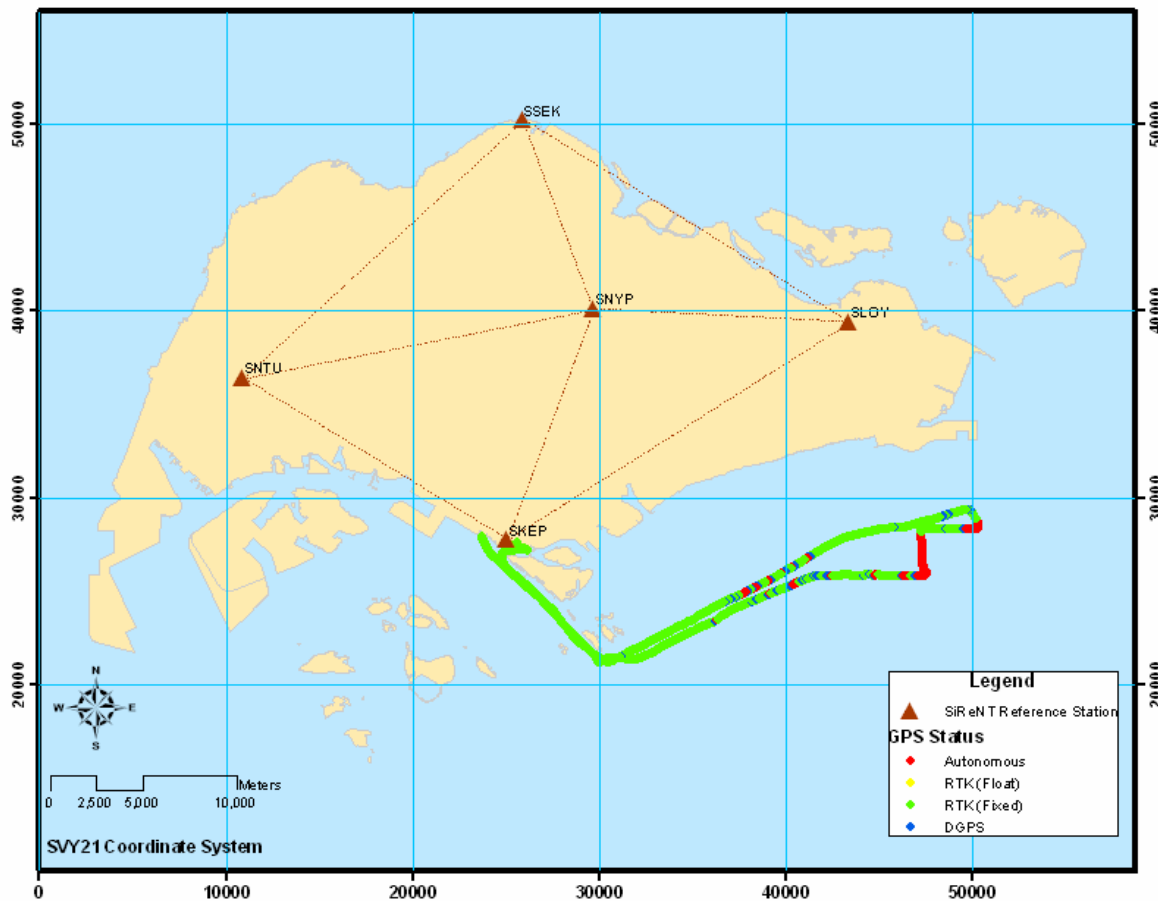 SSEK
50000
50000
SNYP
40000
40000
SLOY
SNTU
30000
30000
SKEP
20000
20000
N
W
E
S
Legend
SiReNT Reference Station
GPS Status
Autonomous
RTK(Float)
RTK(Fixed)
DGPS
Meters
0 2,500 5,000 10,000
SVY21 Coordinate System
0 10000 20000 30000 40000 50000